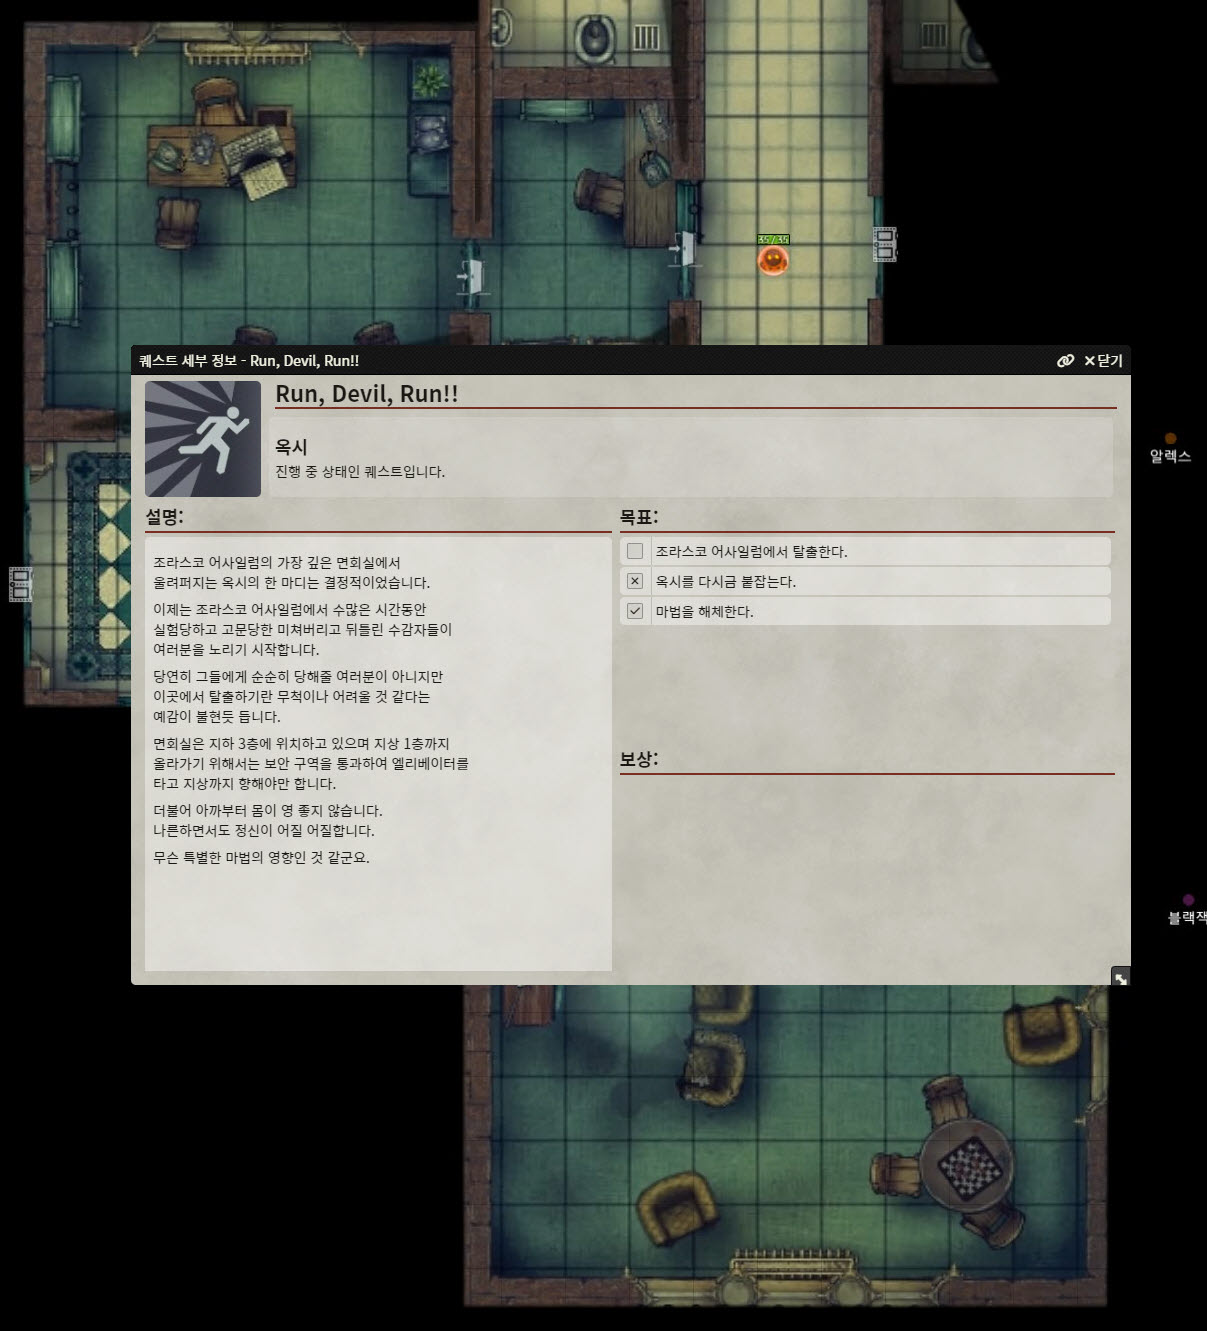 35/35
퀘스트 세부 정보 - Run, Devil, Run!!
닫기
Run, Devil, Run!!
옥시
진행 중 상태인 퀘스트입니다.
설명:
조라스코 어사일럼의 가장 깊은 면회실에서
울려퍼지는 옥시의 한 마디는 결정적이었습니다.
이제는 조라스코 어사일럼에서 수많은 시간동안
실험당하고 고문당한 미쳐버리고 뒤틀린 수감자들이
여러분을 노리기 시작합니다.
당연히 그들에게 순순히 당해줄 여러분이 아니지만
이곳에서 탈출하기란 무척이나 어려울 것 같다는
예감이 불현듯 듭니다.
면회실은 지하 3층에 위치하고 있으며 지상 1층까지
올라가기 위해서는 보안 구역을 통과하여 엘리베이터를
타고 지상까지 향해야만 합니다.
더불어 아까부터 몸이 영 좋지 않습니다.
나른하면서도 정신이 어질 어질합니다.
무슨 특별한 마법의 영향인 것 같군요.
목표:
조라스코 어사일럼에서 탈출한다.
옥시를 다시금 붙잡는다.
마법을 해체한다.
보상:
알렉스
블랙잭